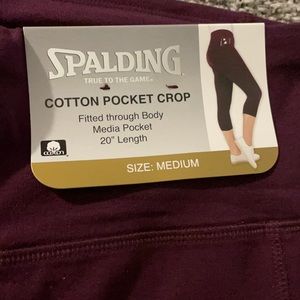 SPALDING
TRUE TO THE GAME®
COTTON POCKET CROP
Fitted through Body
Media Pocket
20" Length
SIZE: MEDIUM